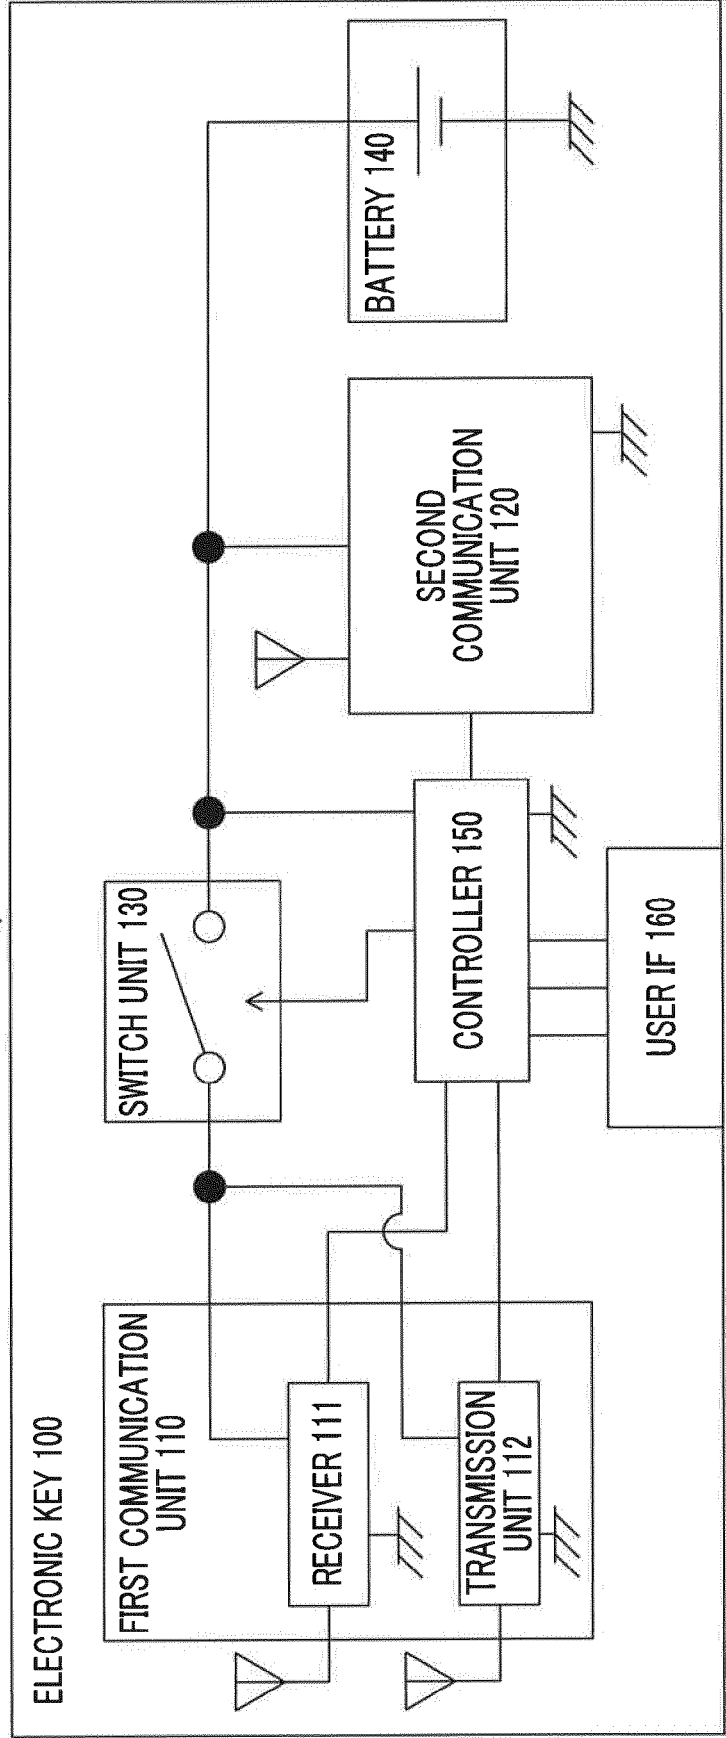 ELECTRONIC KEY 100
FIRST COMMUNICATION
UNIT 110
RECEIVER 111
TRANSMISSION
UNIT 112
SWITCH UNIT 130
CONTROLLER 150
USER IF 160
SECOND
COMMUNICATION
UNIT 120
BATTERY 140